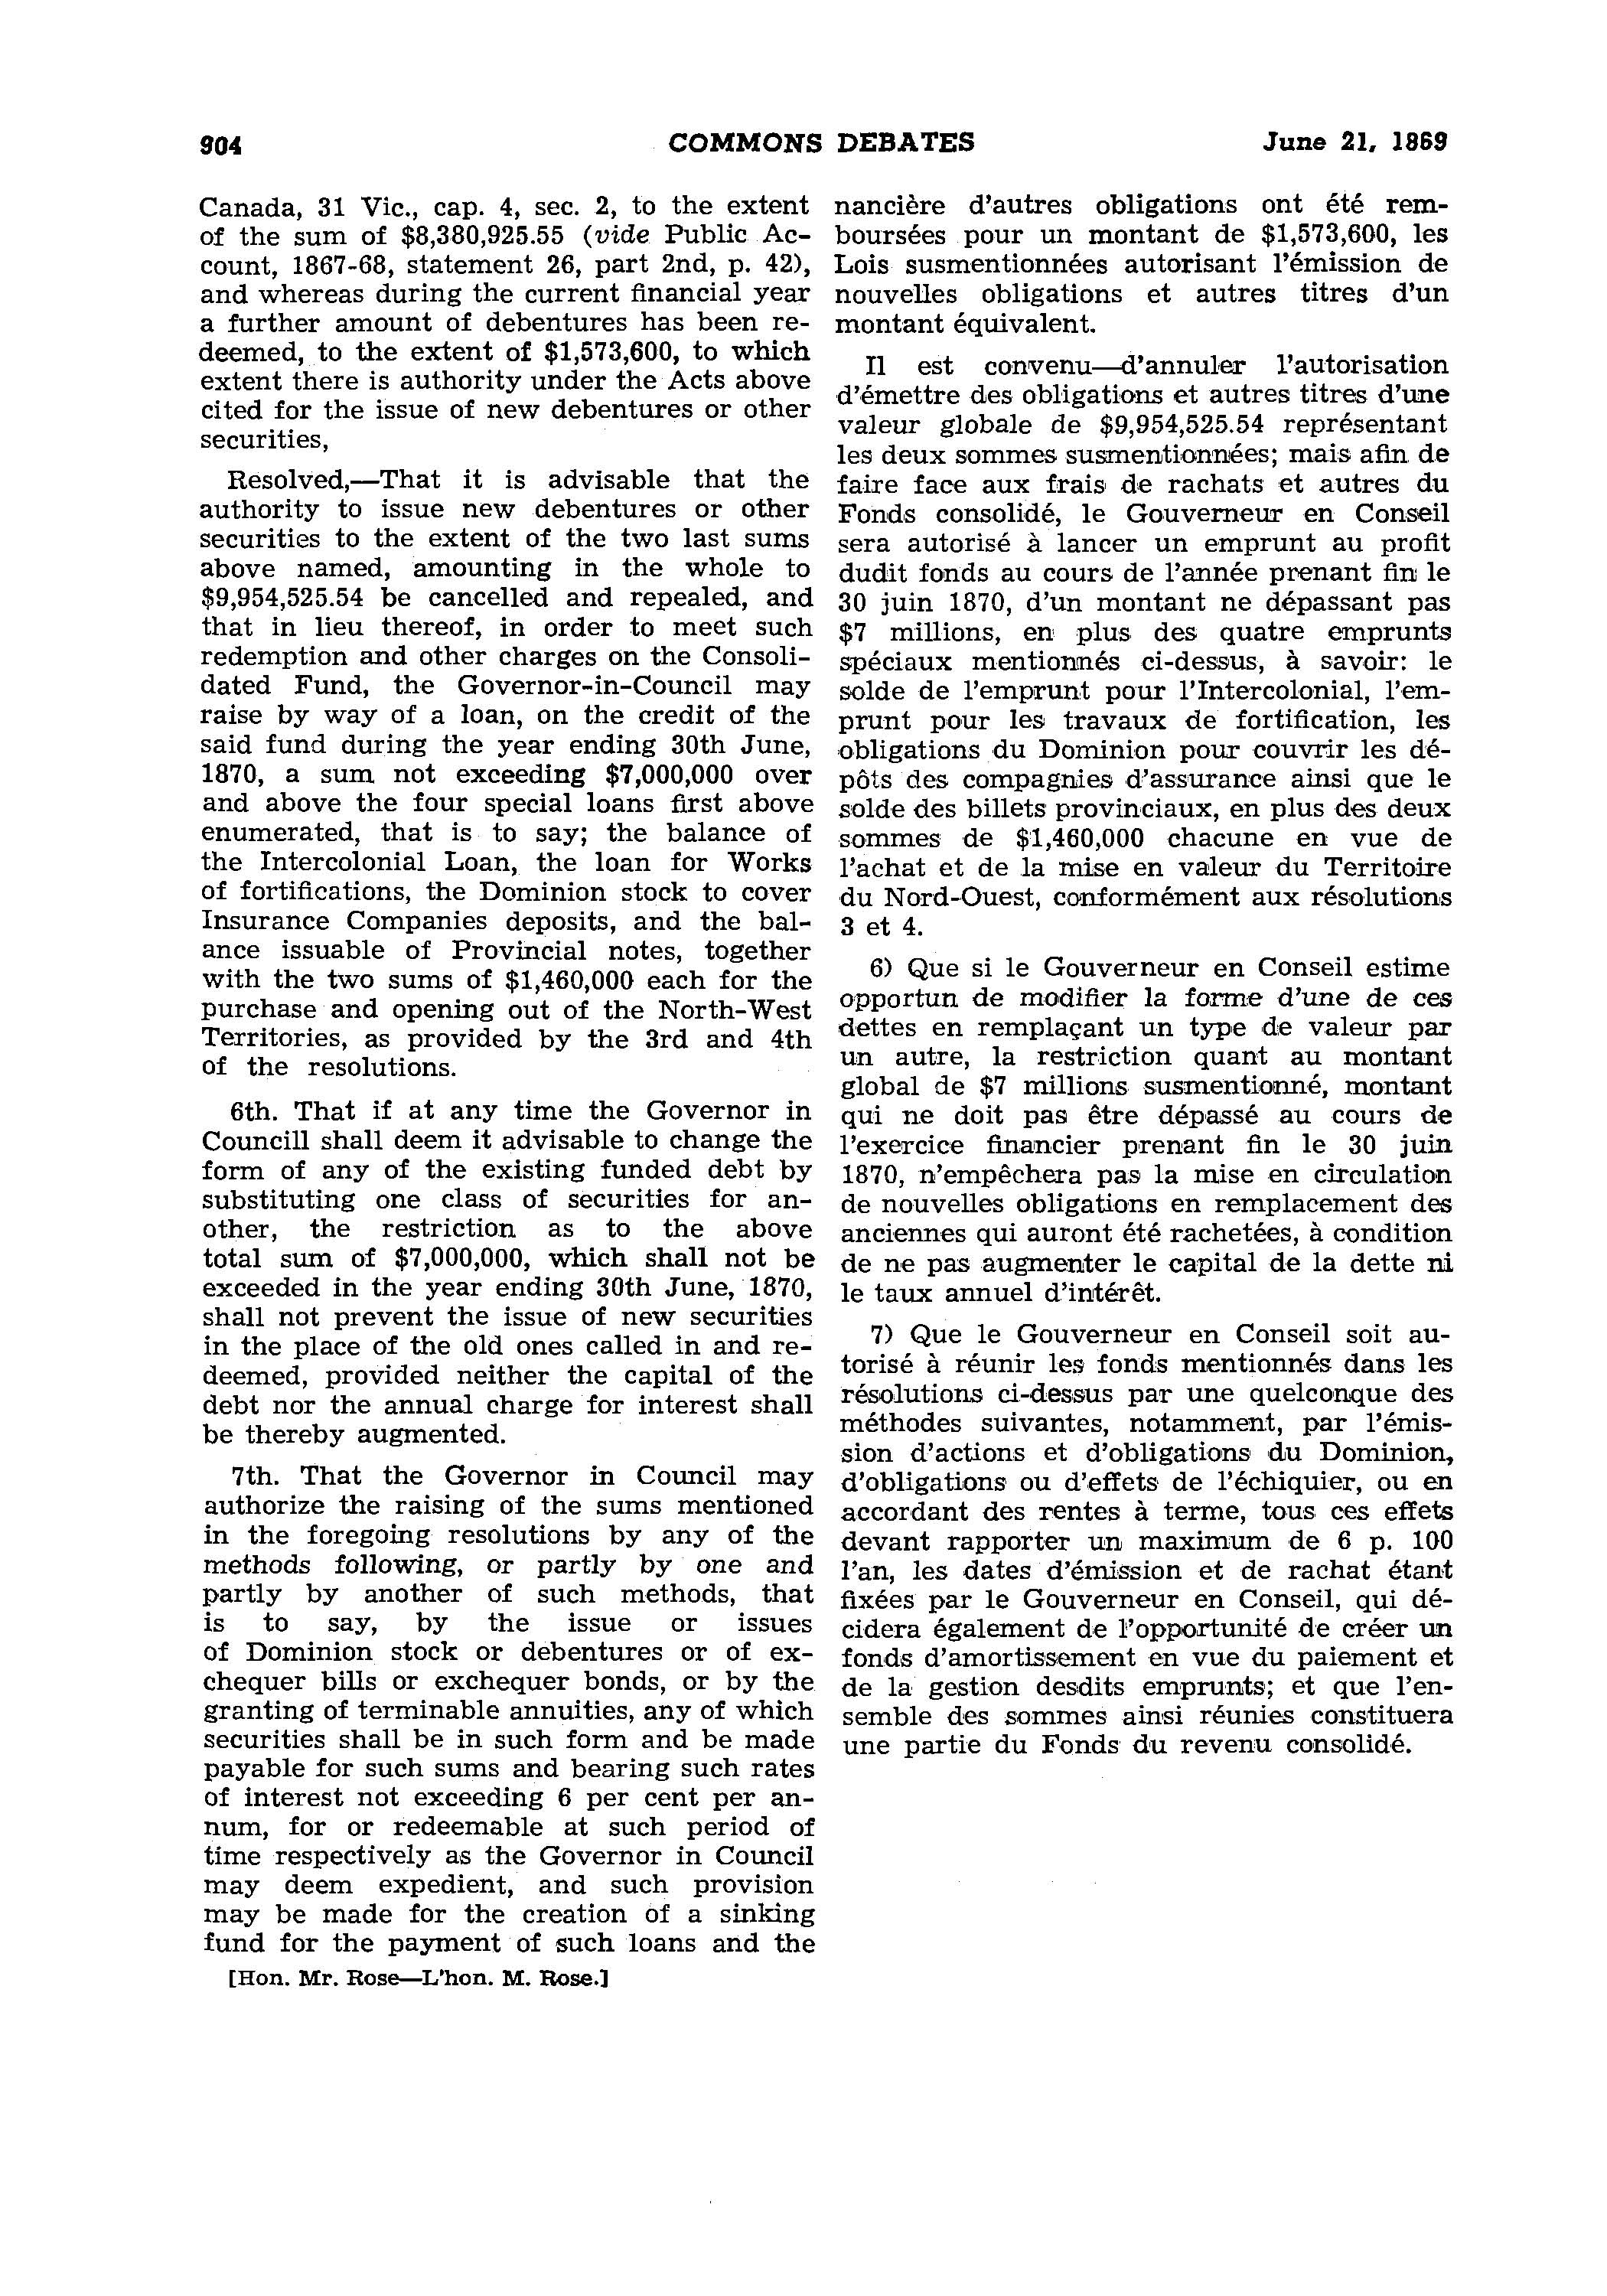 904 COMMONS DEBATES June 21, 1869
Canada, 31 Vic., cap. 4, sec. 2, to the extent
of the sum of $8,380,925.55 (vide Public Ac-
count, 1867-68, statement 26, part 2nd, p. 42),
and whereas during the current financial year
a further amount of debentures has been re-
deemed, to the extent of $1,573,600, to which
extent there is authority under the Acts above
cited for the issue of new debentures or other
securities,
Resolved,—That it is advisable that the
authority to issue new debentures or other
securities to the extent of the two last sums
above named, amounting in the whole to
$9,954,525.54 be cancelled and repealed, and
that in lieu thereof, in order to meet such
redemption and other charges on the Consoli-
dated Fund, the Governor-in-Council may
raise by way of a loan, on the credit of the
said fund during the year ending 30th June,
1870, a sum not exceeding $7,000,000 over
and above the four special loans first above
enumerated, that is to say; the balance of
the Intercolonial Loan, the loan for Works
of fortifications, the Dominion stock to cover
Insurance Companies deposits, and the bal-
ance issuable of Provincial notes, together
with the two sums of $1,460,000 each for the
purchase and opening out of the North-West
Territories, as provided by the 3rd and 4th
of the resolutions.
6th. That if at any time the Governor in
Councill shall deem it advisable to change the
form of any of the existing funded debt by
substituting one class of securities for an-
other, the restriction as to the above
total sum of $7,000,000, which shall not be
exceeded in the year ending 30th June, 1870,
shall not prevent the issue of new securities
in the place of the old ones called in and re-
deemed, provided neither the capital of the
debt nor the annual charge for interest shall
be thereby augmented.
7th. That the Governor in Council may
authorize the raising of the sums mentioned
in the foregoing resolutions by any of the
methods following, or partly by one and
partly by another of such methods, that
is to say, by the issue or issues
of Dominion stock or debentures or of ex-
chequer bills or exchequer bonds, or by the
granting of terminable annuities, any of which
securities shall be in such form and be made
payable for such sums and bearing such rates
of interest not exceeding 6 per cent per an-
num, for or redeemable at such period of
time respectively as the Governor in Council
may deem expedient, and such provision
may be made for the creation of a sinking
fund for the payment of such loans and the
[Hon. Mr. Rose—L'hon. M. Rose.]
nancière d'autres obligations ont été rem-
boursées pour un montant de $1,573,600, les
Lois susmentionnées autorisant l'émission de
nouvelles obligations et autres titres d'un
montant équivalent.
Il est convenu—d'annuler l'autorisation
d'émettre des obligations et autres titres d'une
valeur globale de $9,954,525.54 représentant
les deux sommes susmentionnées; mais afin de
faire face aux frais de rachats et autres du
Fonds consolidé, le Gouverneur en Conseil
sera autorisé à lancer un emprunt au profit
dudit fonds au cours de l'année prenant fin le
30 juin 1870, d'un montant ne dépassant pas
$7 millions, en plus des quatre emprunts
spéciaux mentionnés ci-dessus, à savoir: le
solde de l'emprunt pour l'Intercolonial, l'em-
prunt pour les travaux de fortification, les
obligations du Dominion pour couvrir les dé-
pôts des compagnies d'assurance ainsi que le
solde des billets provinciaux, en plus des deux
sommes de $1,460,000 chacune en vue de
l'achat et de la mise en valeur du Territoire
du Nord-Ouest, conformément aux résolutions
3 et 4.
6) Que si le Gouverneur en Conseil estime
opportun de modifier la forme d'une de ces
dettes en remplaçant un type de valeur par
un autre, la restriction quant au montant
global de $7 millions susmentionné, montant
qui ne doit pas être dépassé au cours de
l'exercice financier prenant fin le 30 juin
1870, n'empêchera pas la mise en circulation
de nouvelles obligations en remplacement des
anciennes qui auront été rachetées, à condition
de ne pas augmenter le capital de la dette ni
le taux annuel d'intérêt.
7) Que le Gouverneur en Conseil soit au-
torisé à réunir les fonds mentionnés dans les
résolutions ci-dessus par une quelconque des
méthodes suivantes, notamment, par l'émis-
sion d'actions et d'obligations du Dominion,
d'obligations ou d'effets de l'échiquier, ou en
accordant des rentes à terme, tous ces effets
devant rapporter un maximum de 6 p. 100
l'an, les dates d'émission et de rachat étant
fixées par le Gouverneur en Conseil, qui dé-
cidera également de l'opportunité de créer un
fonds d'amortissement en vue du paiement et
de la gestion desdits emprunts; et que l'en-
semble des sommes ainsi réunies constituera
une partie du Fonds du revenu consolidé.